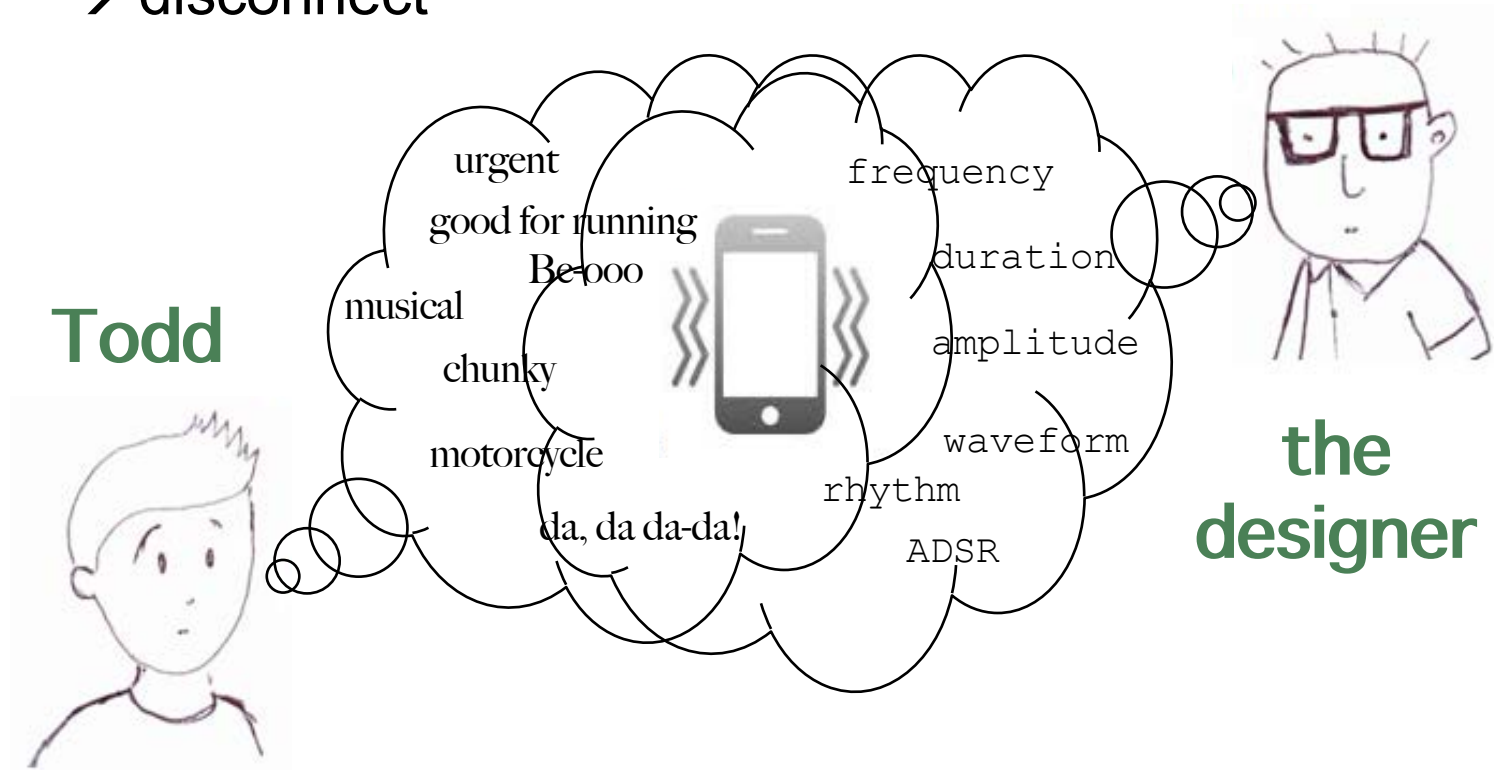 → disconnect
urgent
good for running
Be-ooo
musical
chunky
motorcycle
da, da da-da!
frequency
duration
amplitude
waveform
rhythm
ADSR
Todd
the
designer